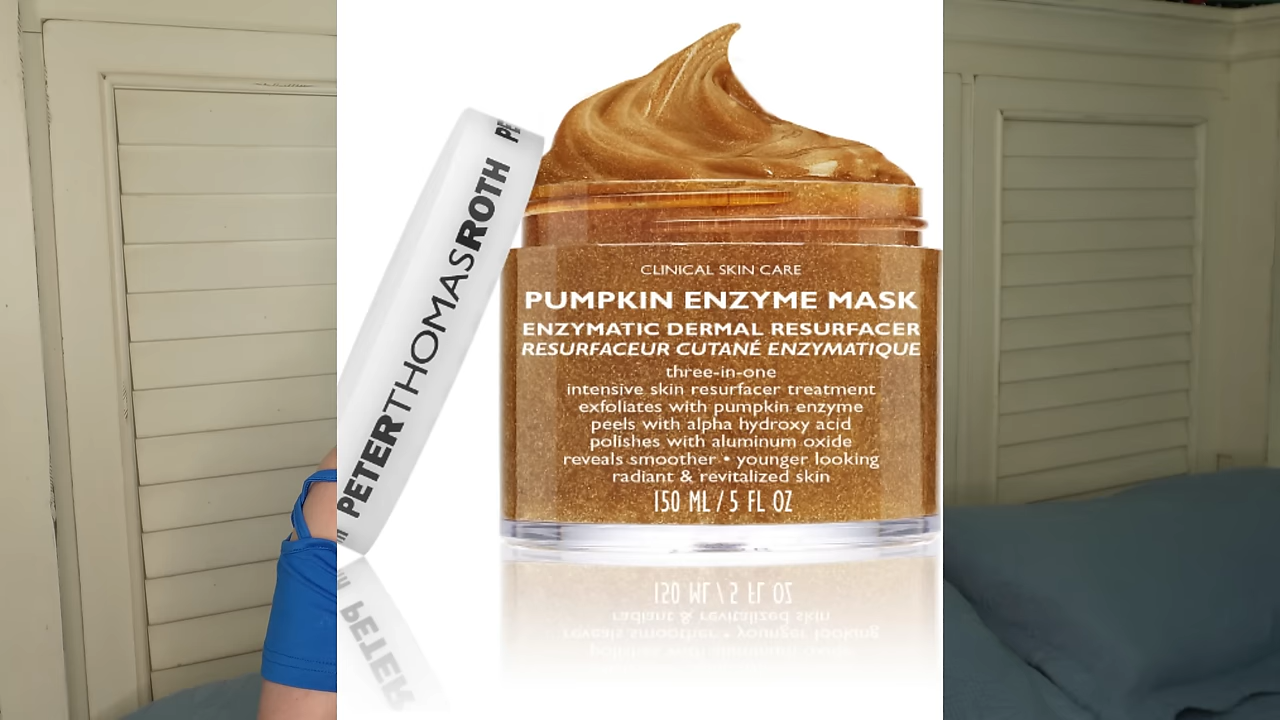 PETERTHOMASROTH PE
CLINICAL SKIN CARE
PUMPKIN ENZYME MASK
ENZYMATIC DERMAL RESURFACER
RESURFACEUR CUTANÉ ENZYMATIQUE
three-in-one
intensive skin resurfacer treatment
exfoliates with pumpkin enzyme
peels with alpha hydroxy acid
polishes with aluminum oxide
reveals smoother • younger looking
radiant & revitalized skin
150 ML / 5 FL OZ